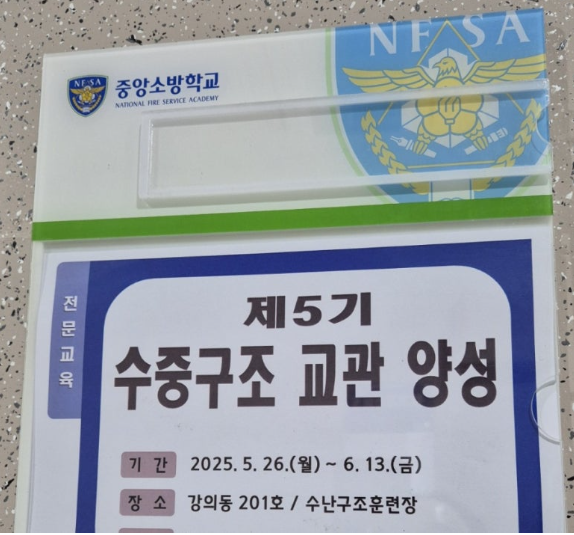 NFSA
NFSA
중앙소방학교
NATIONAL FIRE SERVICE ACADEMY
전문교육
제5기
수중구조 교관 양성
기 간 2025. 5. 26.(월) ~ 6. 13.(금)
장 소 강의동 201호 / 수난구조훈련장